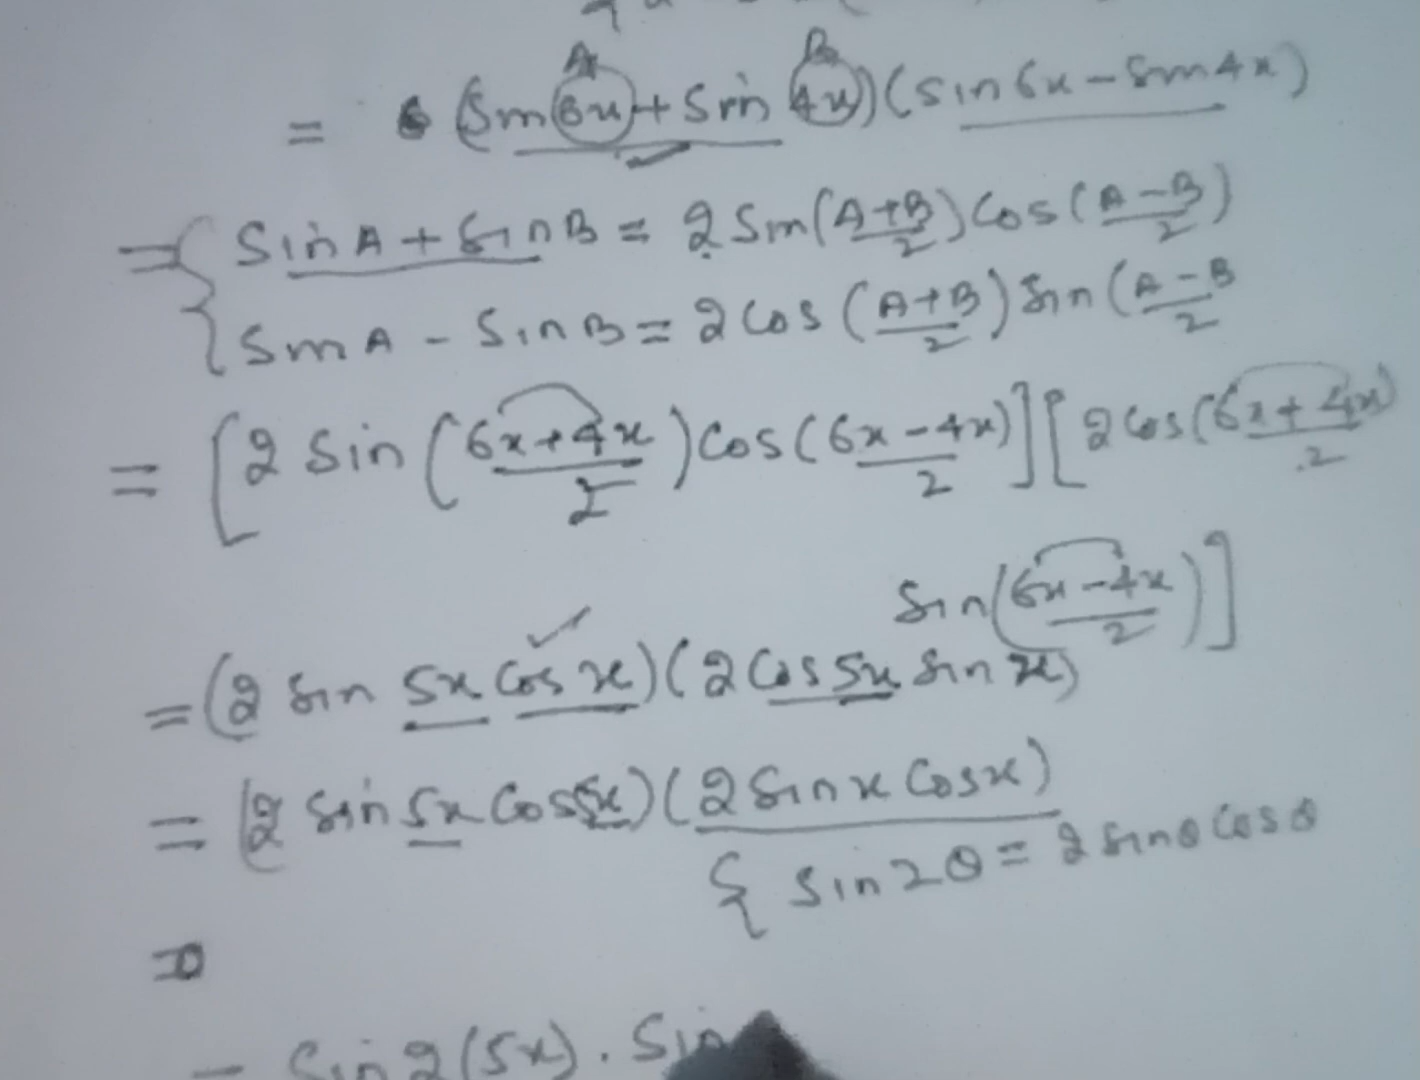 A B
= (Sin 6x + Sin 4x) (sin 6x - Sin 4x)
= { Sin A + Sin B = 2 Sin (A+B)/2 ) Cos (A-B)/2 )
{ Sin A - Sin B = 2 Cos (A+B)/2 ) Sin (A-B)/2
= [2 Sin (6x+4x)/2 ) Cos (6x-4x)/2 ] [2 Cos (6x+4x)/2
Sin (6x-4x)/2 )]
= (2 Sin 5x Cos x) (2 Cos 5x Sin x)
= (2 Sin 5x Cos 5x) (2 Sin x Cos x)
{ Sin 2θ = 2 Sin θ Cos θ
=
= Sin 2(5x) . Sin